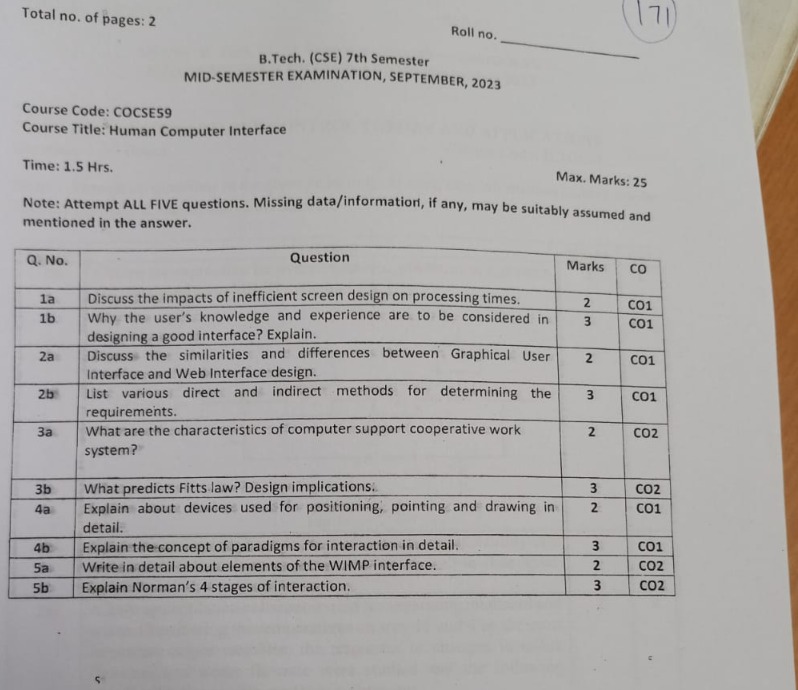 Total no. of pages: 2
171
Roll no.
B.Tech. (CSE) 7th Semester
MID-SEMESTER EXAMINATION, SEPTEMBER, 2023
Course Code: COCSE59
Course Title: Human Computer Interface
Time: 1.5 Hrs.
Max. Marks: 25
Note: Attempt ALL FIVE questions. Missing data/information, if any, may be suitably assumed and
mentioned in the answer.
Q. No. Question Marks CO
1a Discuss the impacts of inefficient screen design on processing times. 2 CO1
1b Why the user's knowledge and experience are to be considered in 3 CO1
designing a good interface? Explain.
2a Discuss the similarities and differences between Graphical User 2 CO1
Interface and Web Interface design.
2b List various direct and indirect methods for determining the 3 CO1
requirements.
3a What are the characteristics of computer support cooperative work 2 CO2
system?
3b What predicts Fitts law? Design implications. 3 CO2
4a Explain about devices used for positioning, pointing and drawing in 2 CO1
detail.
4b Explain the concept of paradigms for interaction in detail. 3 CO1
5a Write in detail about elements of the WIMP interface. 2 CO2
5b Explain Norman's 4 stages of interaction. 3 CO2